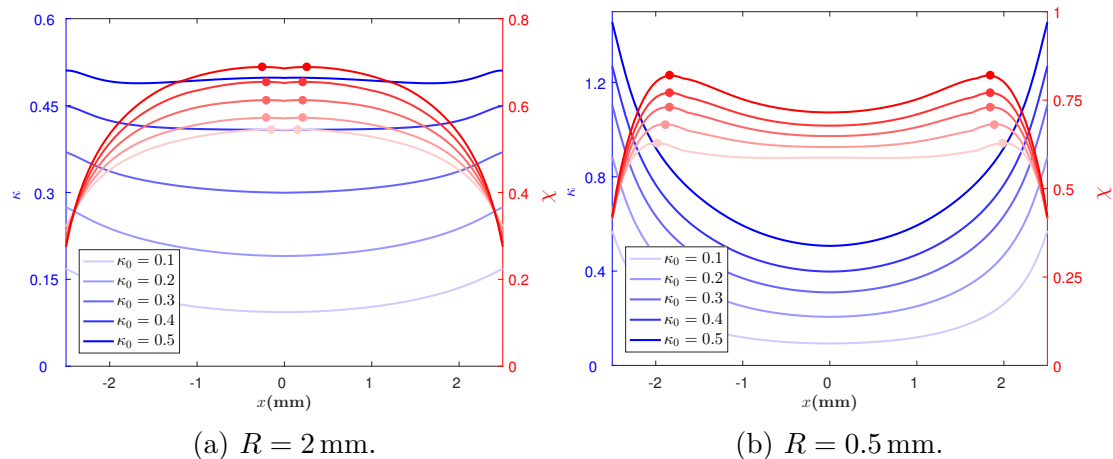 0.6
0.45
0.3
0.15
0
κ
0.8
0.6
0.4
0.2
0
χ
κ₀ = 0.1
κ₀ = 0.2
κ₀ = 0.3
κ₀ = 0.4
κ₀ = 0.5
-2 -1 0 1 2
x(mm)
(a) R = 2 mm.
1.2
0.8
0.4
0
κ
1
0.75
0.5
0.25
0
χ
κ₀ = 0.1
κ₀ = 0.2
κ₀ = 0.3
κ₀ = 0.4
κ₀ = 0.5
-2 -1 0 1 2
x(mm)
(b) R = 0.5 mm.